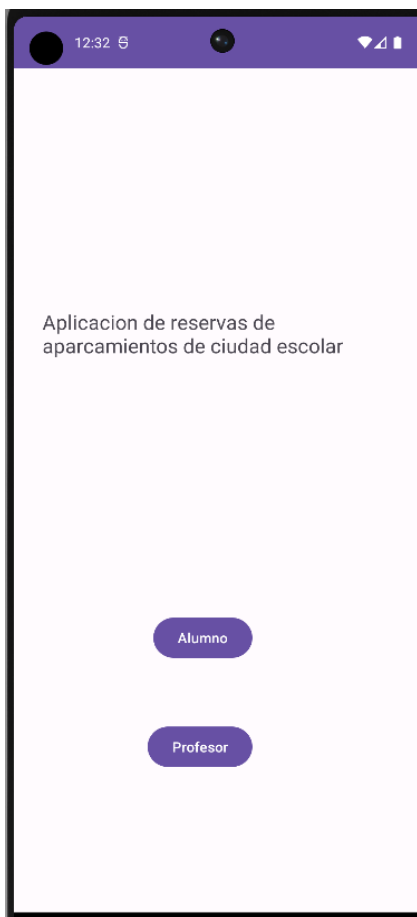 12:32
Aplicacion de reservas de
aparcamientos de ciudad escolar
Alumno
Profesor